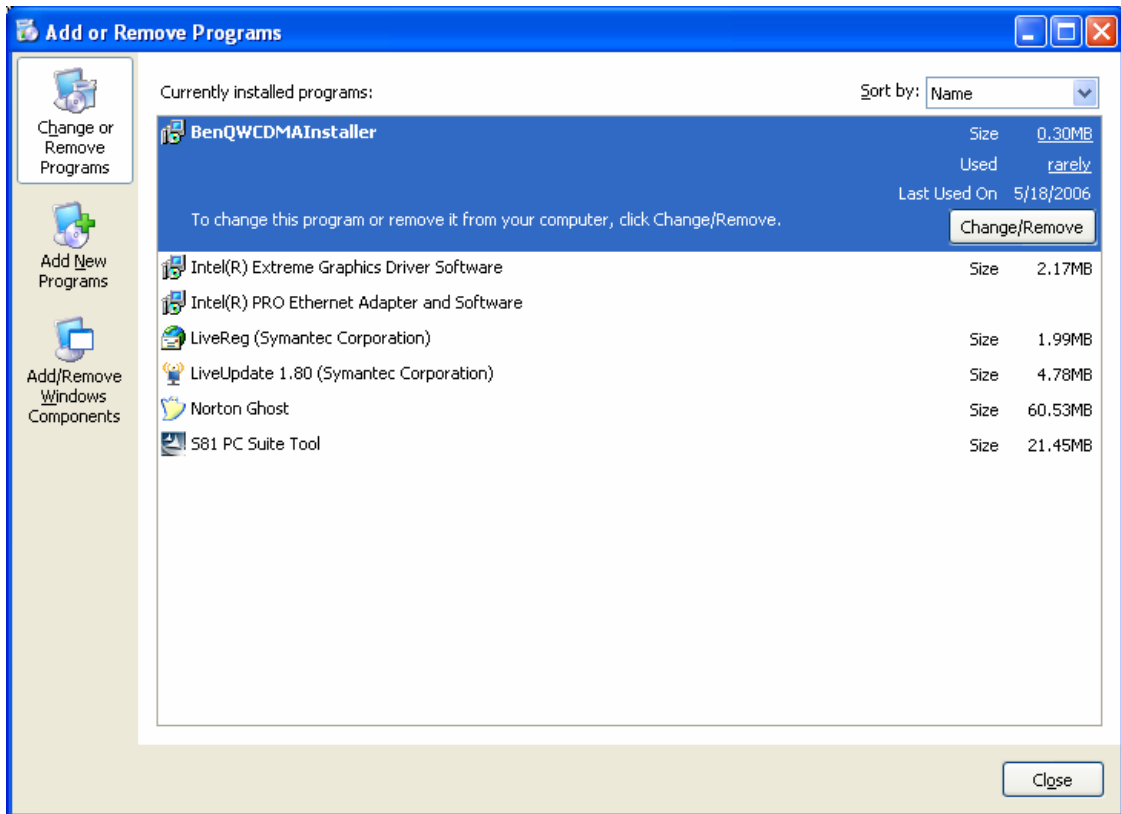 Add or Remove Programs
Change or
Remove
Programs
Add New
Programs
Add/Remove
Windows
Components
Currently installed programs:
Sort by: Name
BenQWCDMAInstaller Size 0.30MB
Used rarely
Last Used On 5/18/2006
To change this program or remove it from your computer, click Change/Remove. Change/Remove
Intel(R) Extreme Graphics Driver Software Size 2.17MB
Intel(R) PRO Ethernet Adapter and Software
LiveReg (Symantec Corporation) Size 1.99MB
LiveUpdate 1.80 (Symantec Corporation) Size 4.78MB
Norton Ghost Size 60.53MB
S81 PC Suite Tool Size 21.45MB
Close